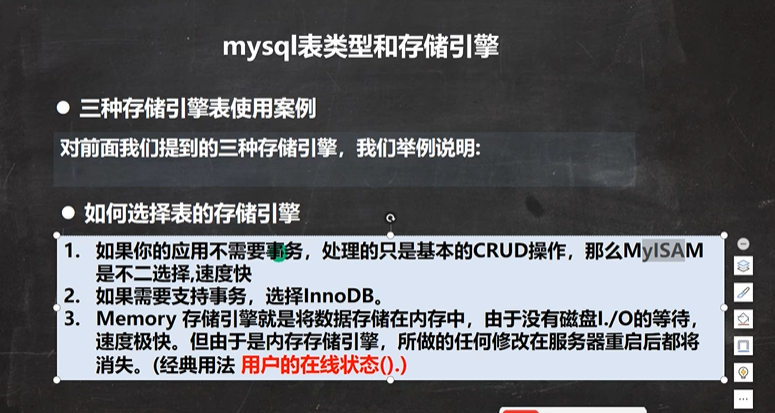 mysql表类型和存储引擎
● 三种存储引擎表使用案例
对前面我们提到的三种存储引擎，我们举例说明:
● 如何选择表的存储引擎
1. 如果你的应用不需要事务，处理的只是基本的CRUD操作，那么MyISAM
是不二选择,速度快
2. 如果需要支持事务，选择InnoDB。
3. Memory 存储引擎就是将数据存储在内存中，由于没有磁盘I./O的等待，
速度极快。但由于是内存存储引擎，所做的任何修改在服务器重启后都将
消失。(经典用法 用户的在线状态().)